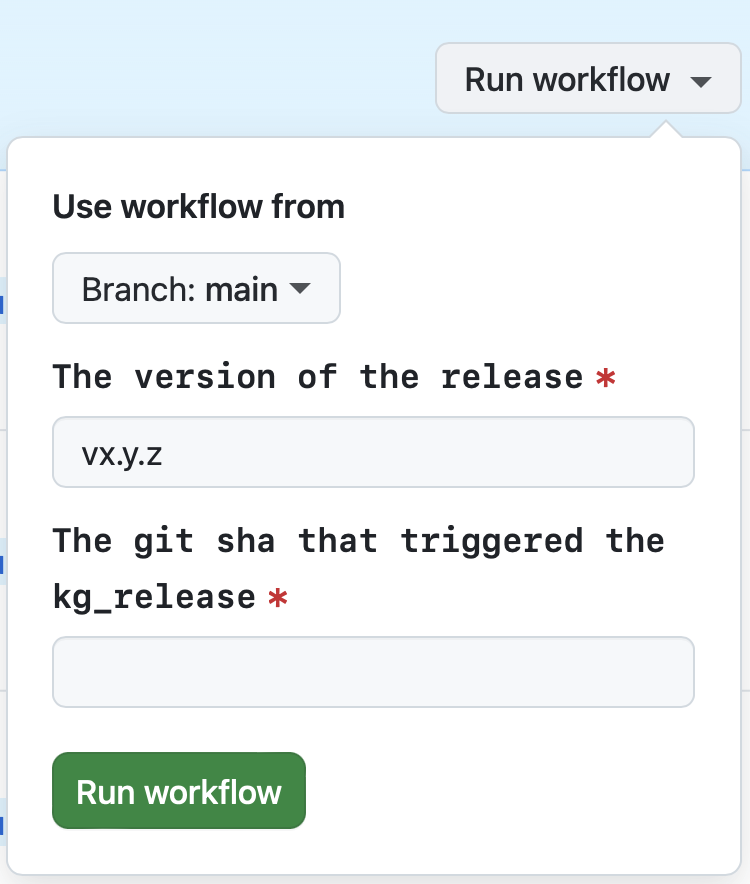 Run workflow
Use workflow from
Branch: main
The version of the release *
vx.y.z
The git sha that triggered the
kg_release *
Run workflow